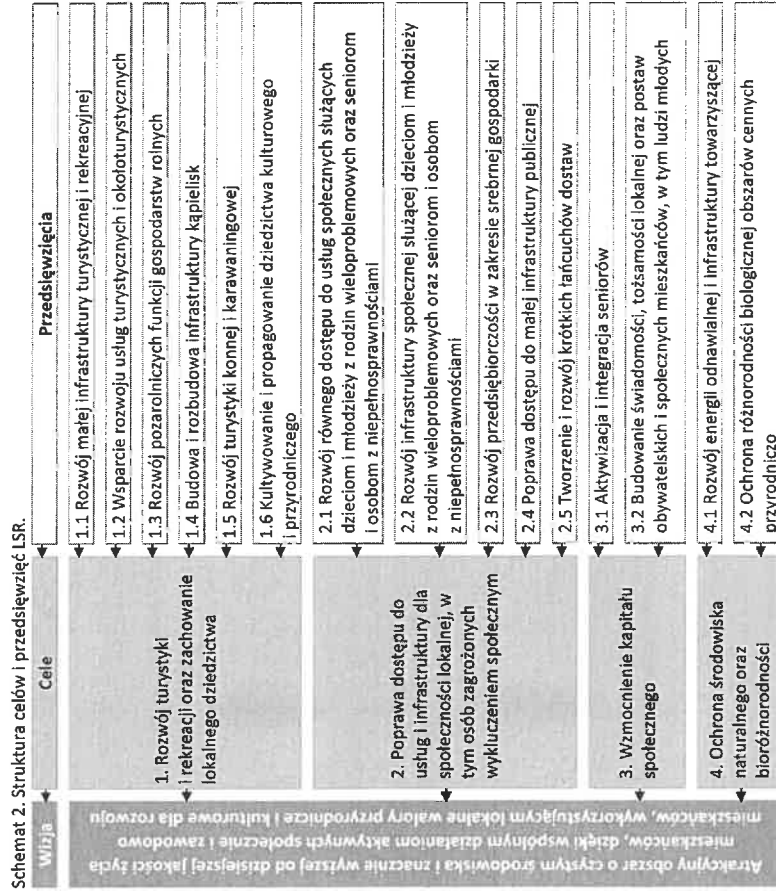 Schemat 2. Struktura celów i przedsięwzięć LSR.
Wizja
Cele
Przedsięwzięcia
Atrakcyjny obszar o czystym środowiska i znacznie wyższej od dzisiejszej jakości życia
mieszkańców, dzięki wspólnym działaniom aktywnych społecznie i zawodowo
mieszkańców, wykorzystującym lokalne walory przyrodnicze i kulturowe dla rozwoju
1. Rozwój turystyki
i rekreacji oraz zachowanie
lokalnego dziedzictwa
1.1 Rozwój małej infrastruktury turystycznej i rekreacyjnej
1.2 Wsparcie rozwoju usług turystycznych i okołoturystycznych
1.3 Rozwój pozarolniczych funkcji gospodarstw rolnych
1.4 Budowa i rozbudowa infrastruktury kąpielisk
1.5 Rozwój turystyki konnej i karawaningowej
1.6 Kultywowanie i propagowanie dziedzictwa kulturowego
i przyrodniczego
2. Poprawa dostępu do
usług i infrastruktury dla
społeczności lokalnej, w
tym osób zagrożonych
wykluczeniem społecznym
2.1 Rozwój równego dostępu do usług społecznych służących
dzieciom i młodzieży z rodzin wieloproblemowych oraz seniorom
i osobom z niepełnosprawnościami
2.2 Rozwój infrastruktury społecznej służącej dzieciom i młodzieży
z rodzin wieloproblemowych oraz seniorom i osobom
z niepełnosprawnościami
2.3 Rozwój przedsiębiorczości w zakresie srebrnej gospodarki
2.4 Poprawa dostępu do małej infrastruktury publicznej
2.5 Tworzenie i rozwój krótkich łańcuchów dostaw
3. Wzmocnienie kapitału
społecznego
3.1 Aktywizacja i integracja seniorów
3.2 Budowanie świadomości, tożsamości lokalnej oraz postaw
obywatelskich i społecznych mieszkańców, w tym ludzi młodych
4. Ochrona środowiska
naturalnego oraz
bioróżnorodności
4.1 Rozwój energii odnawialnej i infrastruktury towarzyszącej
4.2 Ochrona różnorodności biologicznej obszarów cennych
przyrodniczo